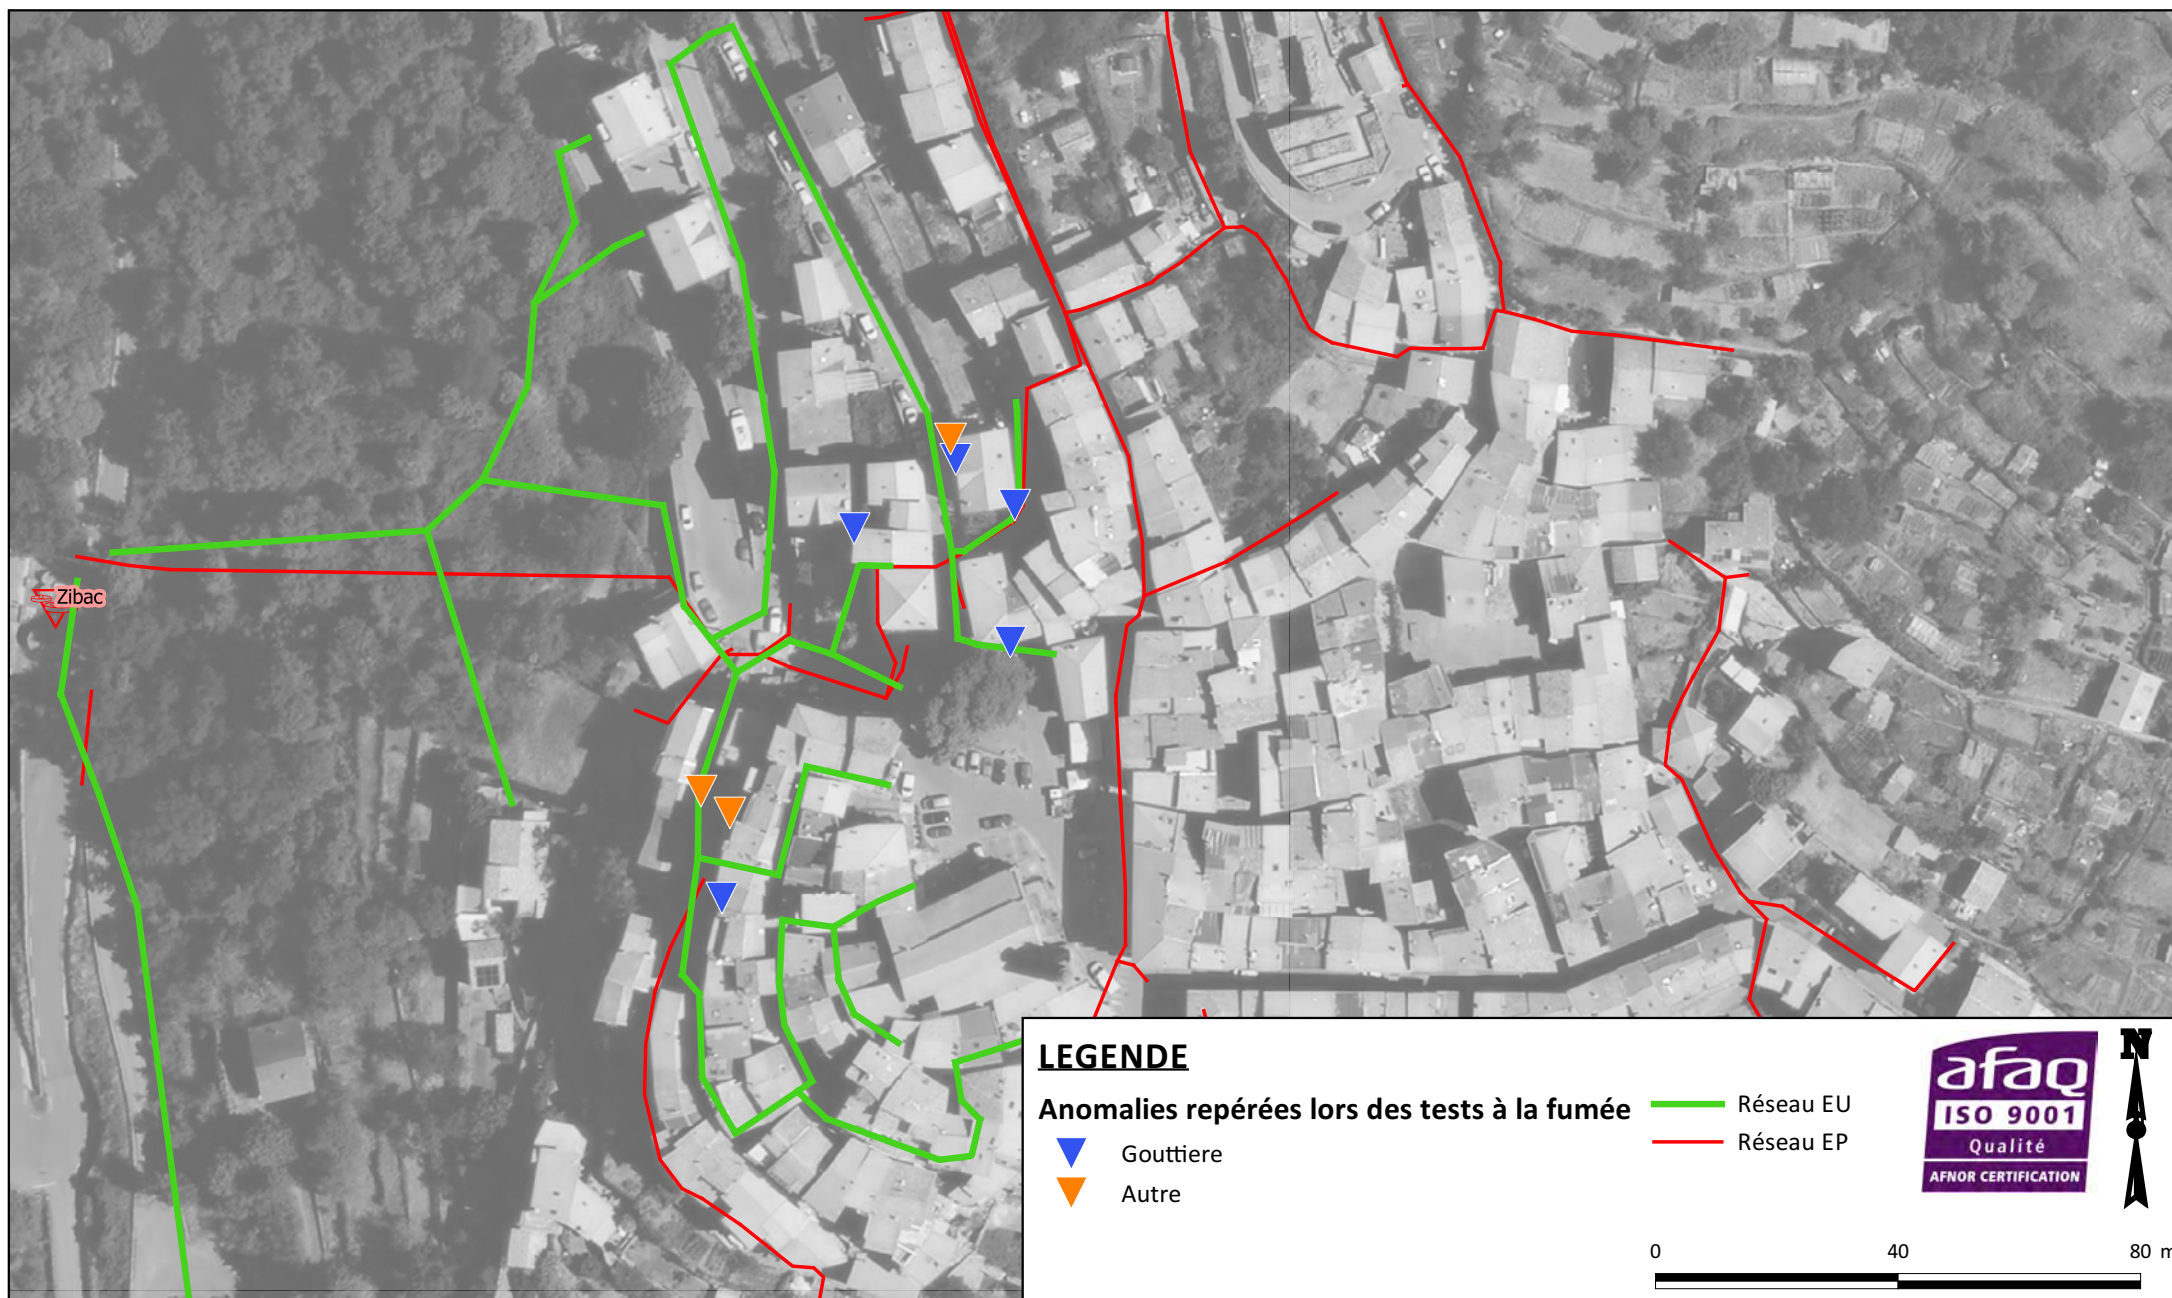 Zibac
LEGENDE
Anomalies repérées lors des tests à la fumée
Gouttiere
Autre
Réseau EU
Réseau EP
afaq
ISO 9001
Qualité
AFNOR CERTIFICATION
N
0 40 80 m